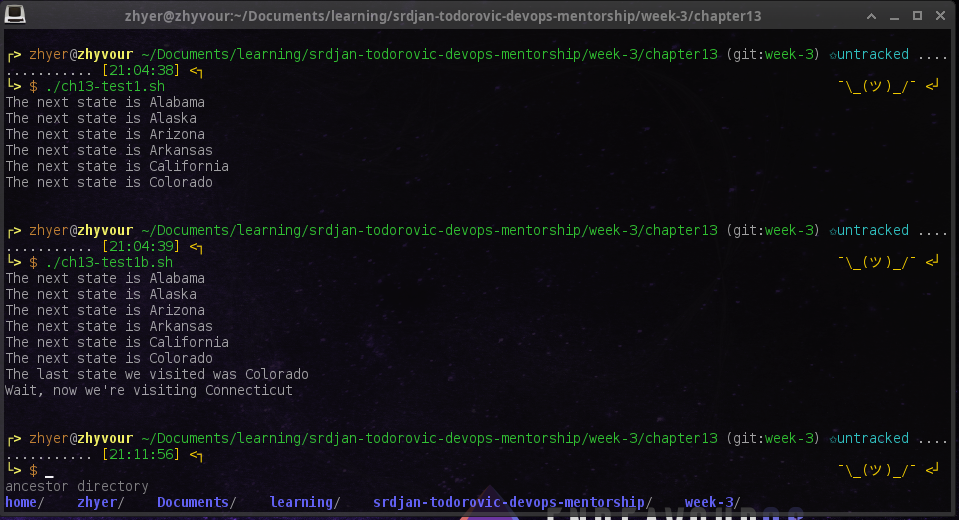 zhyer@zhyvour:~/Documents/learning/srdjan-todorovic-devops-mentorship/week-3/chapter13
┌> zhyer@zhyvour ~/Documents/learning/srdjan-todorovic-devops-mentorship/week-3/chapter13 (git:week-3) ✩untracked ....
........... [21:04:38] <┐
└> $ ./ch13-test1.sh ¯\_(ツ)_/¯ <┘
The next state is Alabama
The next state is Alaska
The next state is Arizona
The next state is Arkansas
The next state is California
The next state is Colorado
┌> zhyer@zhyvour ~/Documents/learning/srdjan-todorovic-devops-mentorship/week-3/chapter13 (git:week-3) ✩untracked ....
........... [21:04:39] <┐
└> $ ./ch13-test1b.sh ¯\_(ツ)_/¯ <┘
The next state is Alabama
The next state is Alaska
The next state is Arizona
The next state is Arkansas
The next state is California
The next state is Colorado
The last state we visited was Colorado
Wait, now we're visiting Connecticut
┌> zhyer@zhyvour ~/Documents/learning/srdjan-todorovic-devops-mentorship/week-3/chapter13 (git:week-3) ✩untracked ....
........... [21:11:56] <┐
└> $ _ ¯\_(ツ)_/¯ <┘
ancestor directory
home/ zhyer/ Documents/ learning/ srdjan-todorovic-devops-mentorship/ week-3/